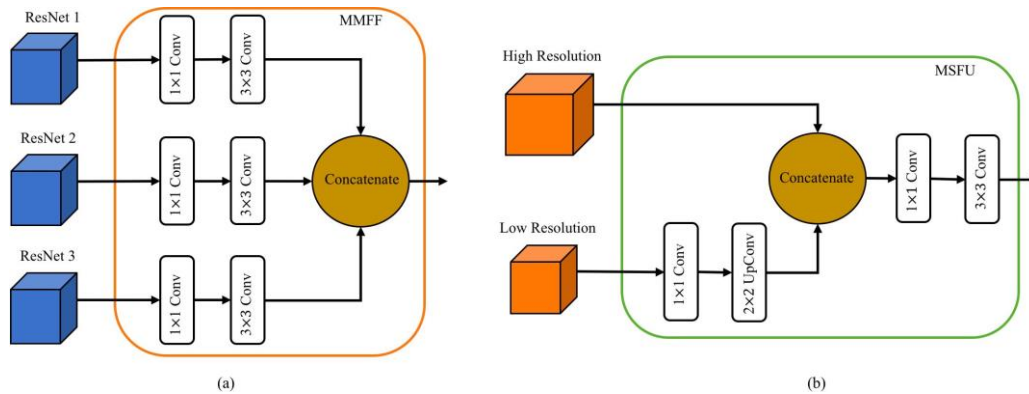 ResNet 1
MMFF
1×1 Conv
3×3 Conv
ResNet 2
1×1 Conv
3×3 Conv
Concatenate
ResNet 3
1×1 Conv
3×3 Conv
(a)
High Resolution
MSFU
Concatenate
1×1 Conv
3×3 Conv
Low Resolution
1×1 Conv
2×2 UpConv
(b)